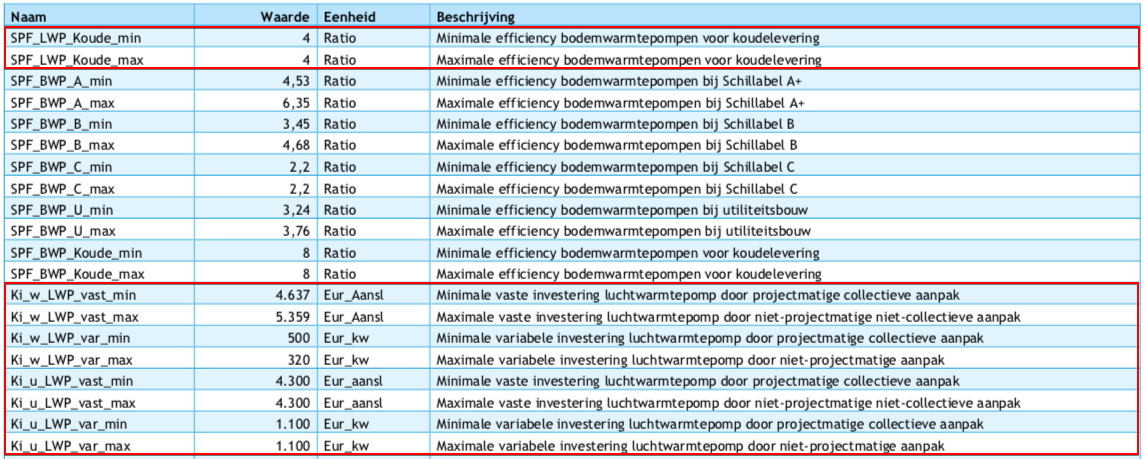 Naam Waarde Eenheid Beschrijving
SPF_LWP_Koude_min 4 Ratio Minimale efficiency bodemwarmtepompen voor koudelevering
SPF_LWP_Koude_max 4 Ratio Maximale efficiency bodemwarmtepompen voor koudelevering
SPF_BWP_A_min 4,53 Ratio Minimale efficiency bodemwarmtepompen bij Schillabel A+
SPF_BWP_A_max 6,35 Ratio Maximale efficiency bodemwarmtepompen bij Schillabel A+
SPF_BWP_B_min 3,45 Ratio Minimale efficiency bodemwarmtepompen bij Schillabel B
SPF_BWP_B_max 4,68 Ratio Maximale efficiency bodemwarmtepompen bij Schillabel B
SPF_BWP_C_min 2,2 Ratio Minimale efficiency bodemwarmtepompen bij Schillabel C
SPF_BWP_C_max 2,2 Ratio Maximale efficiency bodemwarmtepompen bij Schillabel C
SPF_BWP_U_min 3,24 Ratio Minimale efficiency bodemwarmtepompen bij utiliteitsbouw
SPF_BWP_U_max 3,76 Ratio Maximale efficiency bodemwarmtepompen bij utiliteitsbouw
SPF_BWP_Koude_min 8 Ratio Minimale efficiency bodemwarmtepompen voor koudelevering
SPF_BWP_Koude_max 8 Ratio Maximale efficiency bodemwarmtepompen voor koudelevering
Ki_w_LWP_vast_min 4.637 Eur_Aansl Minimale vaste investering luchtwarmtepomp door projectmatige collectieve aanpak
Ki_w_LWP_vast_max 5.359 Eur_Aansl Maximale vaste investering luchtwarmtepomp door niet-projectmatige niet-collectieve aanpak
Ki_w_LWP_var_min 500 Eur_kw Minimale variabele investering luchtwarmtepomp door projectmatige collectieve aanpak
Ki_w_LWP_var_max 320 Eur_kw Maximale variabele investering luchtwarmtepomp door niet-projectmatige aanpak
Ki_u_LWP_vast_min 4.300 Eur_aansl Minimale vaste investering luchtwarmtepomp door projectmatige collectieve aanpak
Ki_u_LWP_vast_max 4.300 Eur_aansl Maximale vaste investering luchtwarmtepomp door niet-projectmatige niet-collectieve aanpak
Ki_u_LWP_var_min 1.100 Eur_kw Minimale variabele investering luchtwarmtepomp door projectmatige collectieve aanpak
Ki_u_LWP_var_max 1.100 Eur_kw Maximale variabele investering luchtwarmtepomp door niet-projectmatige aanpak